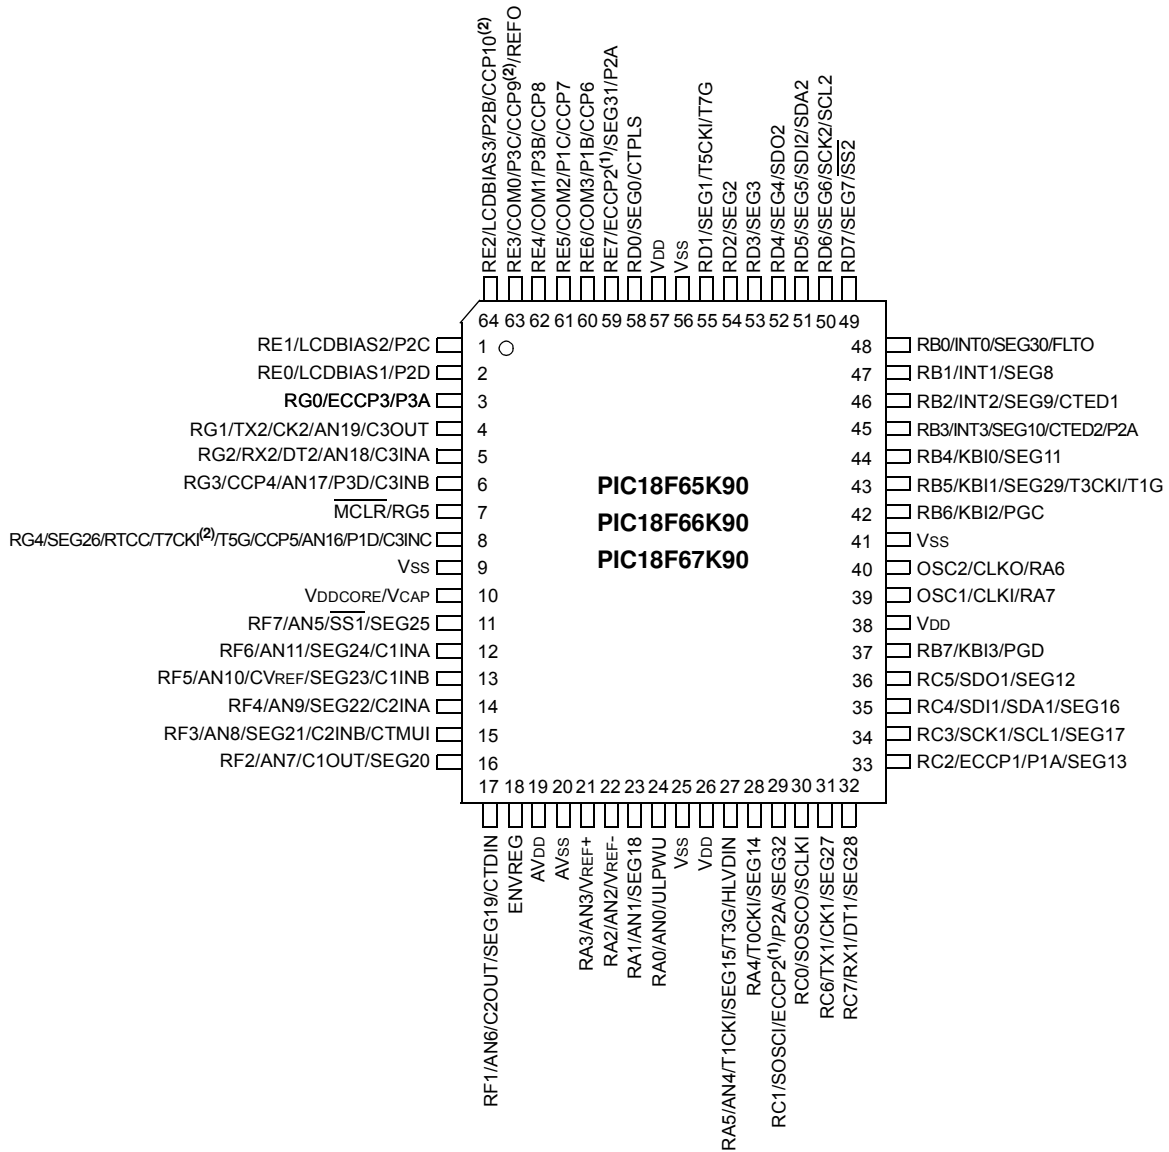 RE2/LCDBIAS3/P2B/CCP10(2)
RE3/COM0/P3C/CCP9(2)/REFO
RE4/COM1/P3B/CCP8
RE5/COM2/P1C/CCP7
RE6/COM3/P1B/CCP6
RE7/ECCP2(1)/SEG31/P2A
RD0/SEG0/CTPLS
VDD
VSS
RD1/SEG1/T5CKI/T7G
RD2/SEG2
RD3/SEG3
RD4/SEG4/SDO2
RD5/SEG5/SDI2/SDA2
RD6/SEG6/SCK2/SCL2
RD7/SEG7/SS2
64 63 62 61 60 59 58 57 56 55 54 53 52 51 50 49
RE1/LCDBIAS2/P2C 1
RE0/LCDBIAS1/P2D 2
RG0/ECCP3/P3A 3
RG1/TX2/CK2/AN19/C3OUT 4
RG2/RX2/DT2/AN18/C3INA 5
RG3/CCP4/AN17/P3D/C3INB 6
MCLR/RG5 7
RG4/SEG26/RTCC/T7CKI(2)/T5G/CCP5/AN16/P1D/C3INC 8
VSS 9
VDDCORE/VCAP 10
RF7/AN5/SS1/SEG25 11
RF6/AN11/SEG24/C1INA 12
RF5/AN10/CVREF/SEG23/C1INB 13
RF4/AN9/SEG22/C2INA 14
RF3/AN8/SEG21/C2INB/CTMUI 15
RF2/AN7/C1OUT/SEG20 16
PIC18F65K90
PIC18F66K90
PIC18F67K90
48 RB0/INT0/SEG30/FLTO
47 RB1/INT1/SEG8
46 RB2/INT2/SEG9/CTED1
45 RB3/INT3/SEG10/CTED2/P2A
44 RB4/KBI0/SEG11
43 RB5/KBI1/SEG29/T3CKI/T1G
42 RB6/KBI2/PGC
41 VSS
40 OSC2/CLKO/RA6
39 OSC1/CLKI/RA7
38 VDD
37 RB7/KBI3/PGD
36 RC5/SDO1/SEG12
35 RC4/SDI1/SDA1/SEG16
34 RC3/SCK1/SCL1/SEG17
33 RC2/ECCP1/P1A/SEG13
17 18 19 20 21 22 23 24 25 26 27 28 29 30 31 32
RF1/AN6/C2OUT/SEG19/CTDIN
ENVREG
AVDD
AVSS
RA3/AN3/VREF+
RA2/AN2/VREF-
RA1/AN1/SEG18
RA0/AN0/ULPWU
VSS
VDD
RA5/AN4/T1CKI/SEG15/T3G/HLVDIN
RA4/T0CKI/SEG14
RC1/SOSCI/ECCP2(1)/P2A/SEG32
RC0/SOSCO/SCLKI
RC6/TX1/CK1/SEG27
RC7/RX1/DT1/SEG28